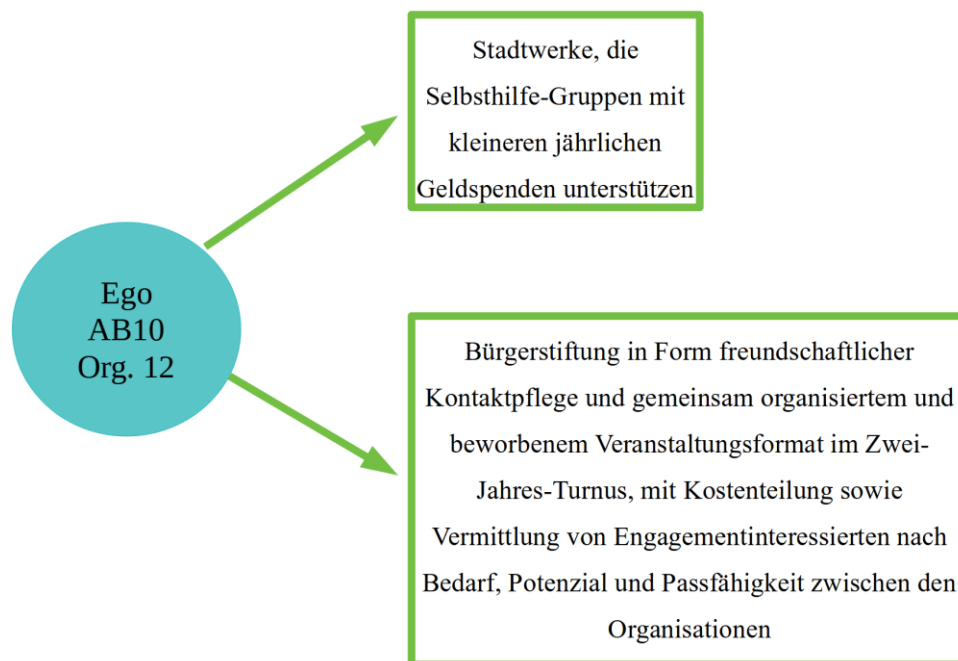 Stadtwerke, die
Selbsthilfe-Gruppen mit
kleineren jährlichen
Geldspenden unterstützen
Ego
AB10
Org. 12
Bürgerstiftung in Form freundschaftlicher
Kontaktpflege und gemeinsam organisiertem und
beworbenem Veranstaltungsformat im Zwei-
Jahres-Turnus, mit Kostenteilung sowie
Vermittlung von Engagementinteressierten nach
Bedarf, Potenzial und Passfähigkeit zwischen den
Organisationen